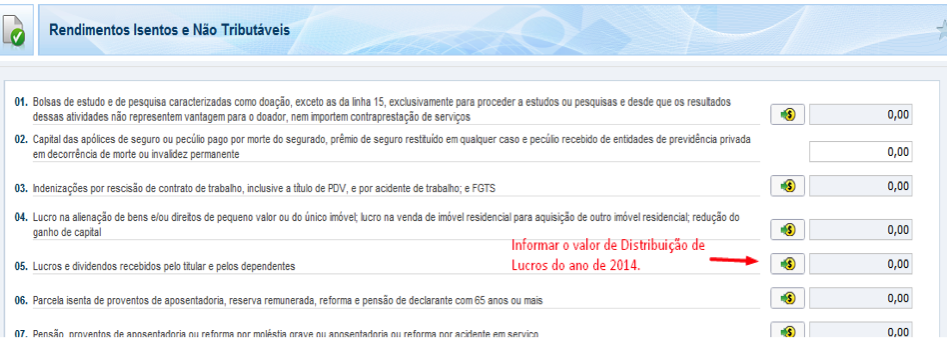 Rendimentos Isentos e Não Tributáveis
01. Bolsas de estudo e de pesquisa caracterizadas como doação, exceto as da linha 15, exclusivamente para proceder a estudos ou pesquisas e desde que os resultados
dessas atividades não representem vantagem para o doador, nem importem contraprestação de serviços
0,00
02. Capital das apólices de seguro ou pecúlio pago por morte do segurado, prêmio de seguro restituído em qualquer caso e pecúlio recebido de entidades de previdência privada
em decorrência de morte ou invalidez permanente
0,00
03. Indenizações por rescisão de contrato de trabalho, inclusive a título de PDV, e por acidente de trabalho; e FGTS
0,00
04. Lucro na alienação de bens e/ou direitos de pequeno valor ou do único imóvel; lucro na venda de imóvel residencial para aquisição de outro imóvel residencial; redução do
ganho de capital
0,00
Informar o valor de Distribuição de
Lucros do ano de 2014.
05. Lucros e dividendos recebidos pelo titular e pelos dependentes
0,00
06. Parcela isenta de proventos de aposentadoria, reserva remunerada, reforma e pensão de declarante com 65 anos ou mais
0,00
07. Pensão, proventos de aposentadoria ou reforma por moléstia grave ou aposentadoria ou reforma por acidente em serviço
0,00